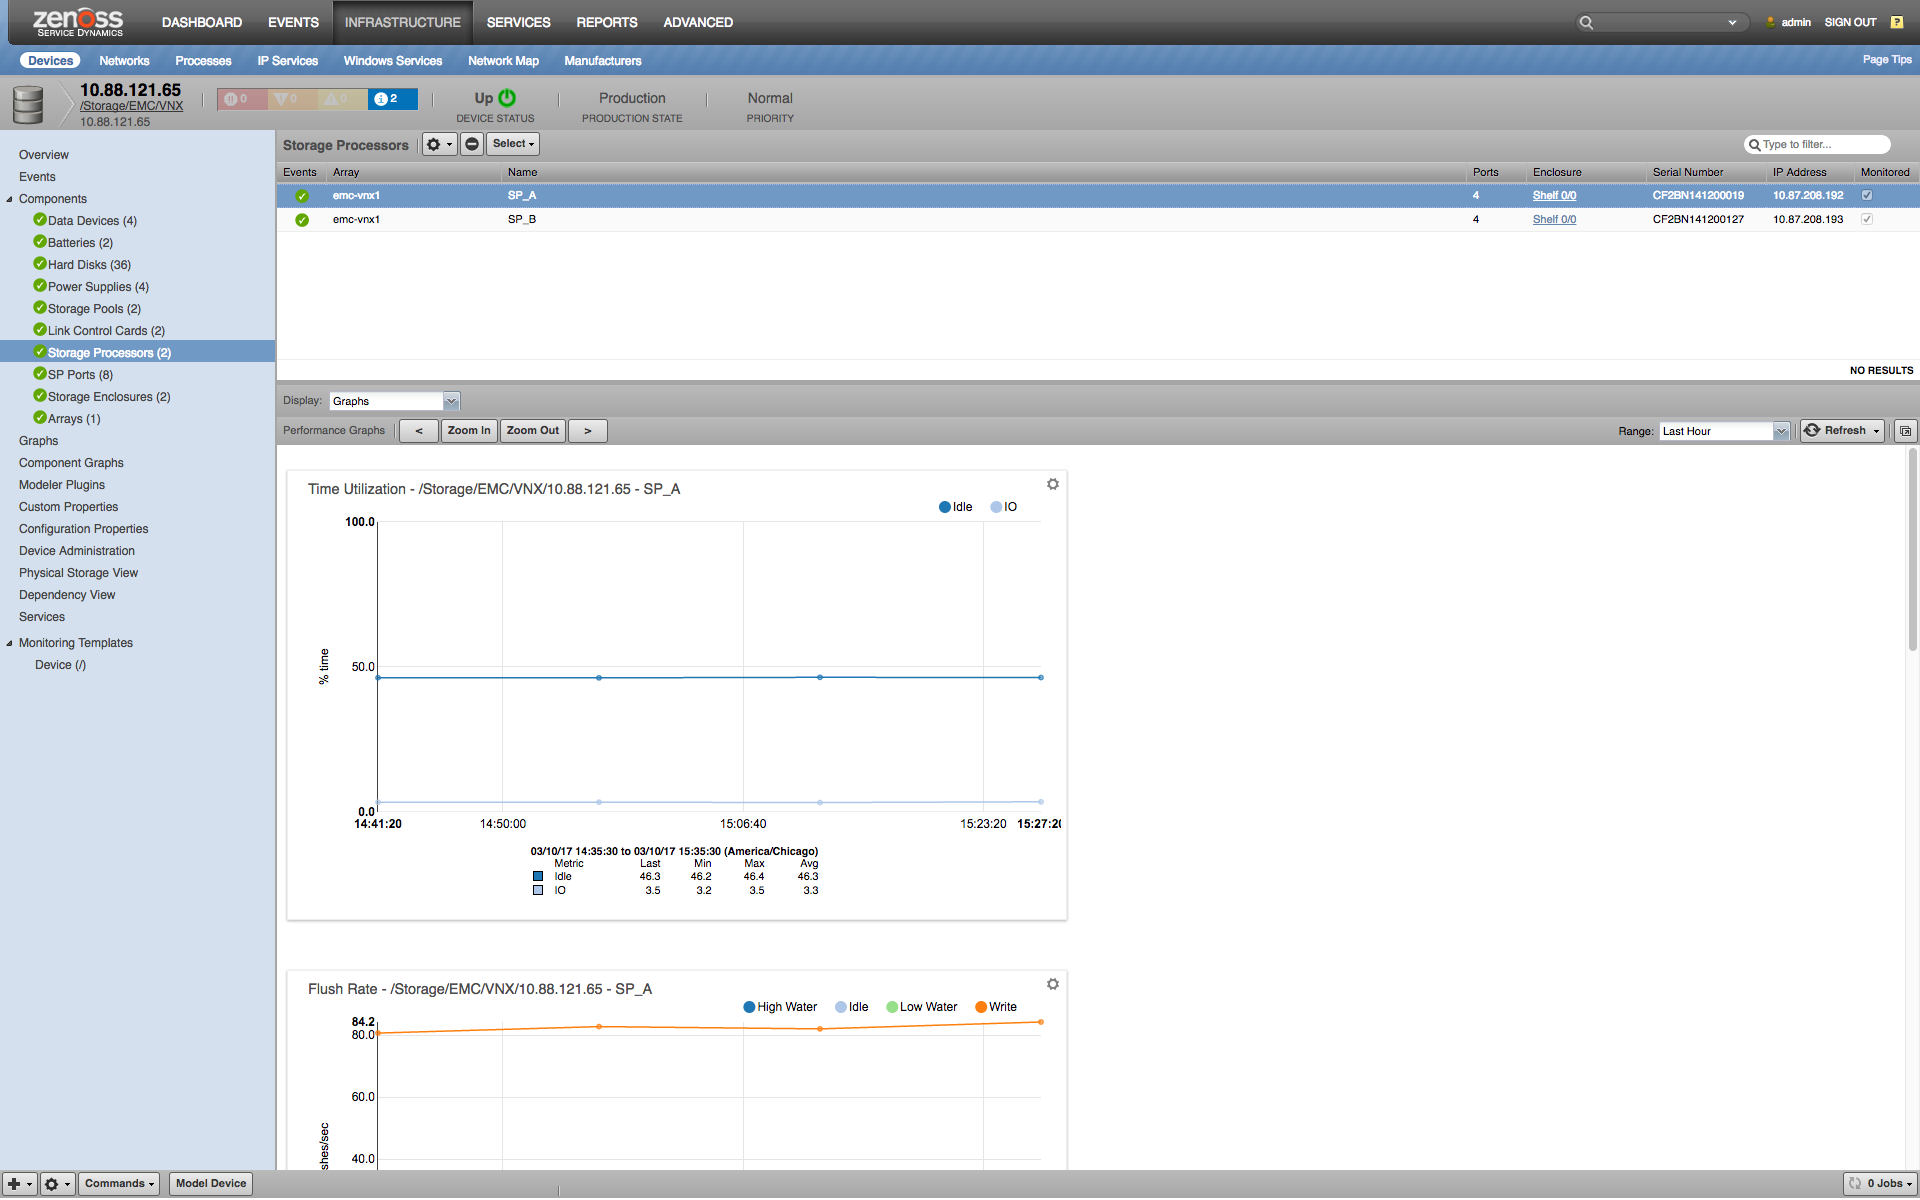 zenoss
SERVICE DYNAMICS
DASHBOARD EVENTS INFRASTRUCTURE SERVICES REPORTS ADVANCED
admin SIGN OUT ?
Devices Networks Processes IP Services Windows Services Network Map Manufacturers
Page Tips
10.88.121.65
/Storage/EMC/VNX
10.88.121.65
0 0 0 2
Up
DEVICE STATUS
Production
PRODUCTION STATE
Normal
PRIORITY
Overview
Events
Components
Data Devices (4)
Batteries (2)
Hard Disks (36)
Power Supplies (4)
Storage Pools (2)
Link Control Cards (2)
Storage Processors (2)
SP Ports (8)
Storage Enclosures (2)
Arrays (1)
Graphs
Component Graphs
Modeler Plugins
Custom Properties
Configuration Properties
Device Administration
Physical Storage View
Dependency View
Services
Monitoring Templates
Device (/)
Storage Processors Select Type to filter...
Events Array Name Ports Enclosure Serial Number IP Address Monitored
emc-vnx1 SP_A 4 Shelf 0/0 CF2BN141200019 10.87.208.192
emc-vnx1 SP_B 4 Shelf 0/0 CF2BN141200127 10.87.208.193
NO RESULTS
Display: Graphs
Performance Graphs < Zoom In Zoom Out > Range: Last Hour Refresh
Time Utilization - /Storage/EMC/VNX/10.88.121.65 - SP_A
Idle IO
100.0
50.0
0.0
% time
14:41:20 14:50:00 15:06:40 15:23:20 15:27:20
03/10/17 14:35:30 to 03/10/17 15:35:30 (America/Chicago)
Metric Last Min Max Avg
Idle 46.3 46.2 46.4 46.3
IO 3.5 3.2 3.5 3.3
Flush Rate - /Storage/EMC/VNX/10.88.121.65 - SP_A
High Water Idle Low Water Write
84.2
80.0
60.0
40.0
shes/sec
Commands Model Device 0 Jobs